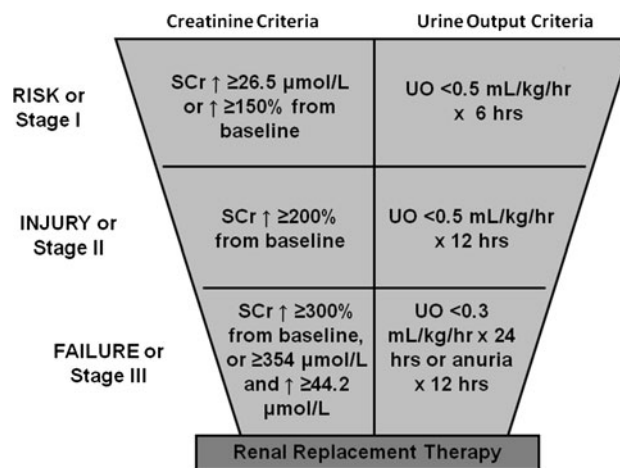 Creatinine Criteria
Urine Output Criteria
RISK or
Stage I
SCr ↑ ≥26.5 µmol/L
or ↑ ≥150% from
baseline
UO <0.5 mL/kg/hr
x 6 hrs
INJURY or
Stage II
SCr ↑ ≥200%
from baseline
UO <0.5 mL/kg/hr
x 12 hrs
FAILURE or
Stage III
SCr ↑ ≥300%
from baseline,
or ≥354 µmol/L
and ↑ ≥44.2
µmol/L
UO <0.3
mL/kg/hr x 24
hrs or anuria
x 12 hrs
Renal Replacement Therapy